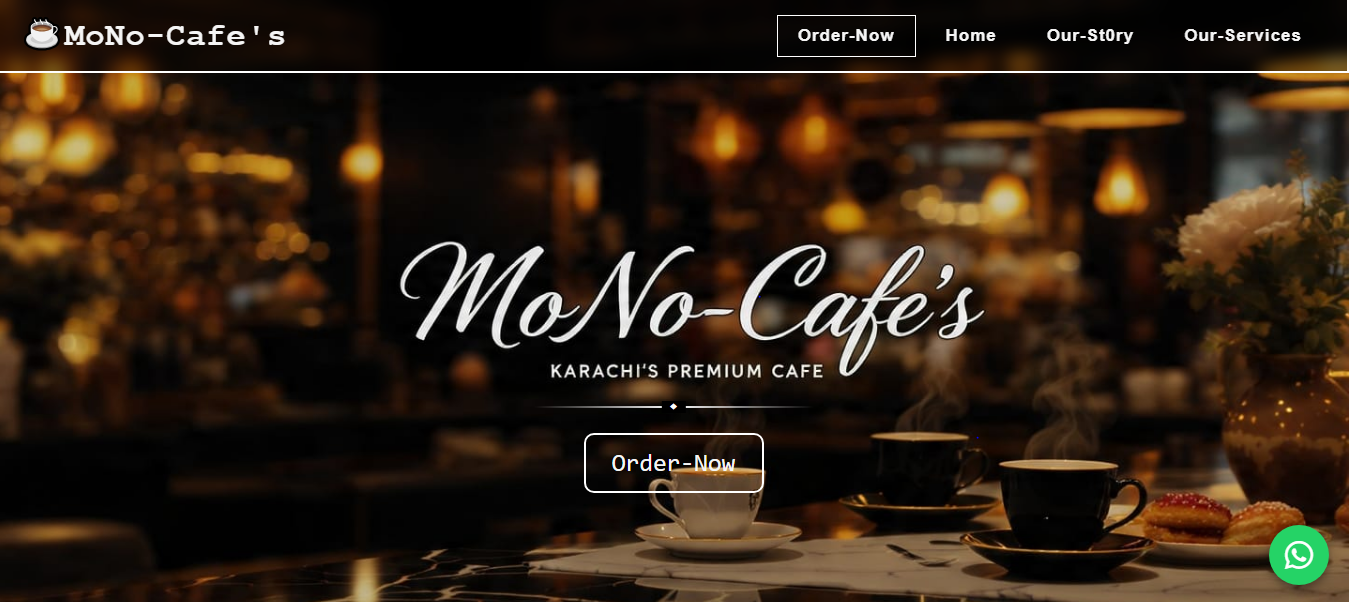 MoNo-Cafe's
Order-Now
Home
Our-St0ry
Our-Services
MoNo-Cafe's
KARACHI'S PREMIUM CAFE
Order-Now